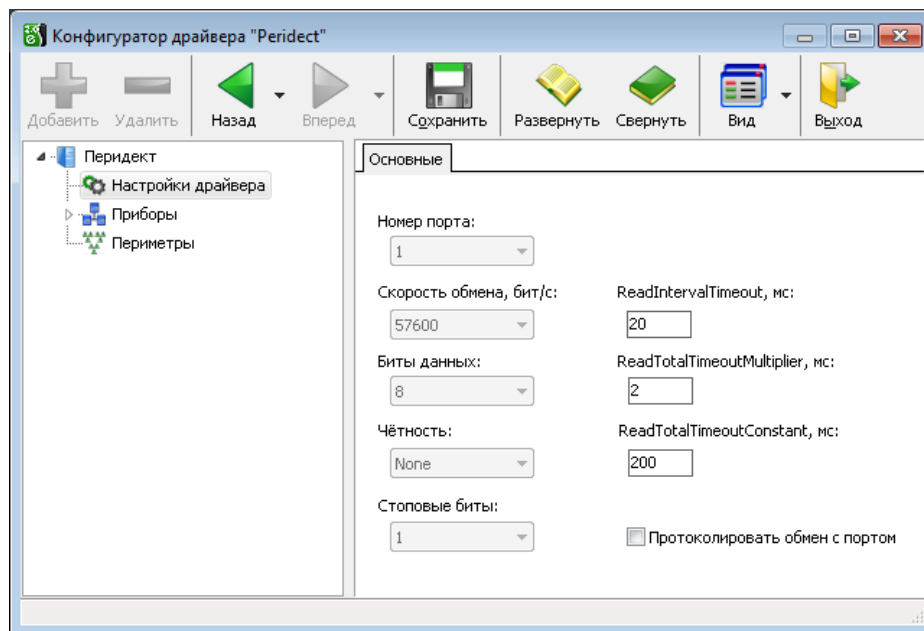 Конфигуратор драйвера "Peridect"
Добавить Удалить Назад Вперед Сохранить Развернуть Свернуть Вид Выход
Перидект
Настройки драйвера
Приборы
Периметры
Основные
Номер порта:
1
Скорость обмена, бит/с: ReadIntervalTimeout, мс:
57600 20
Биты данных: ReadTotalTimeoutMultiplier, мс:
8 2
Чётность: ReadTotalTimeoutConstant, мс:
None 200
Стоповые биты:
1 Протоколировать обмен с портом